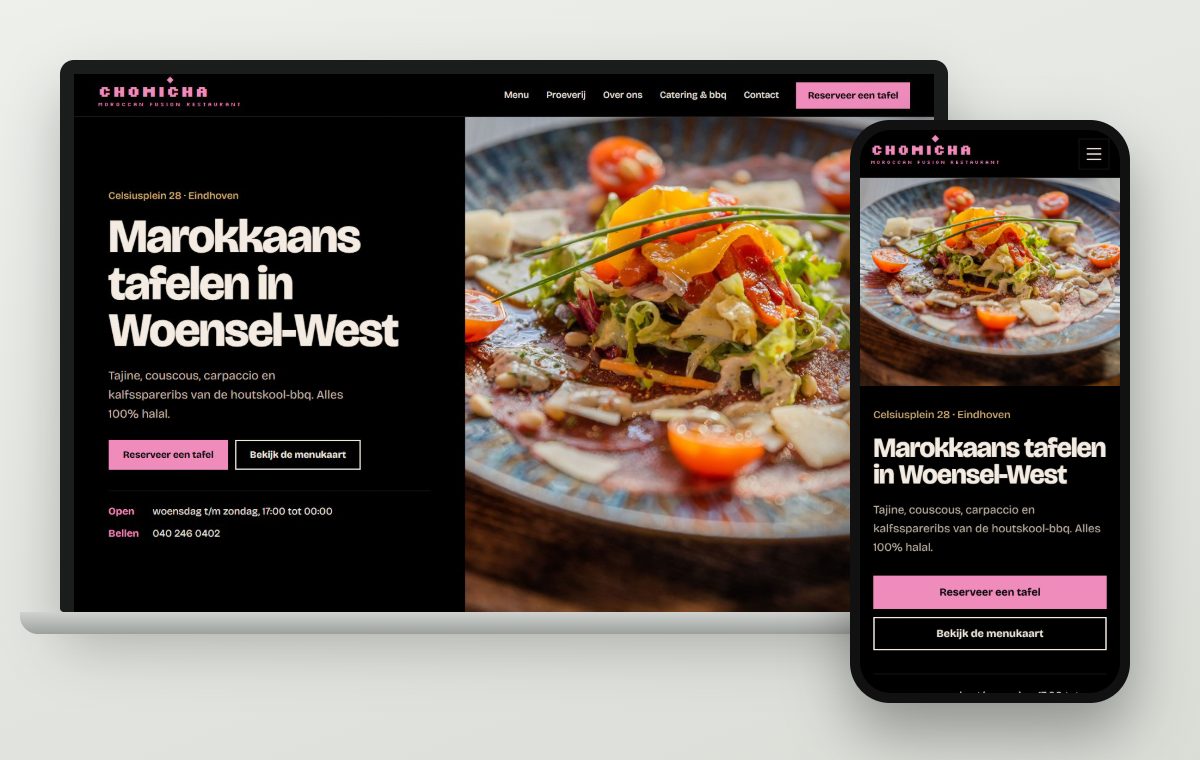 CHOMICHA
MOROCCAN FUSION RESTAURANT
Menu Proeverij Over ons Catering & bbq Contact Reserveer een tafel
Celsiusplein 28 · Eindhoven
Marokkaans
tafelen in
Woensel-West
Tajine, couscous, carpaccio en
kalfsspareribs van de houtskool-bbq. Alles
100% halal.
Reserveer een tafel Bekijk de menukaart
Open woensdag t/m zondag, 17:00 tot 00:00
Bellen 040 246 0402
CHOMICHA
MOROCCAN FUSION RESTAURANT
Celsiusplein 28 · Eindhoven
Marokkaans tafelen
in Woensel-West
Tajine, couscous, carpaccio en
kalfsspareribs van de houtskool-bbq. Alles
100% halal.
Reserveer een tafel
Bekijk de menukaart